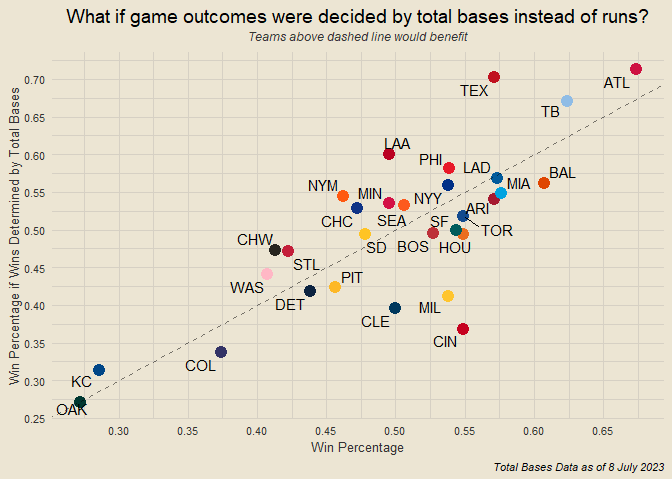 What if game outcomes were decided by total bases instead of runs?
Teams above dashed line would benefit
Win Percentage if Wins Determined by Total Bases
0.70
0.65
0.60
0.55
0.50
0.45
0.40
0.35
0.30
0.25
ATL
TEX
TB
LAA
PHI
LAD
BAL
NYM
MIN
NYY
MIA
CHC
SEA
SF
ARI
TOR
CHW
SD
BOS
HOU
STL
WAS
PIT
DET
CLE
MIL
CIN
COL
KC
OAK
0.30
0.35
0.40
0.45
0.50
0.55
0.60
0.65
Win Percentage
Total Bases Data as of 8 July 2023